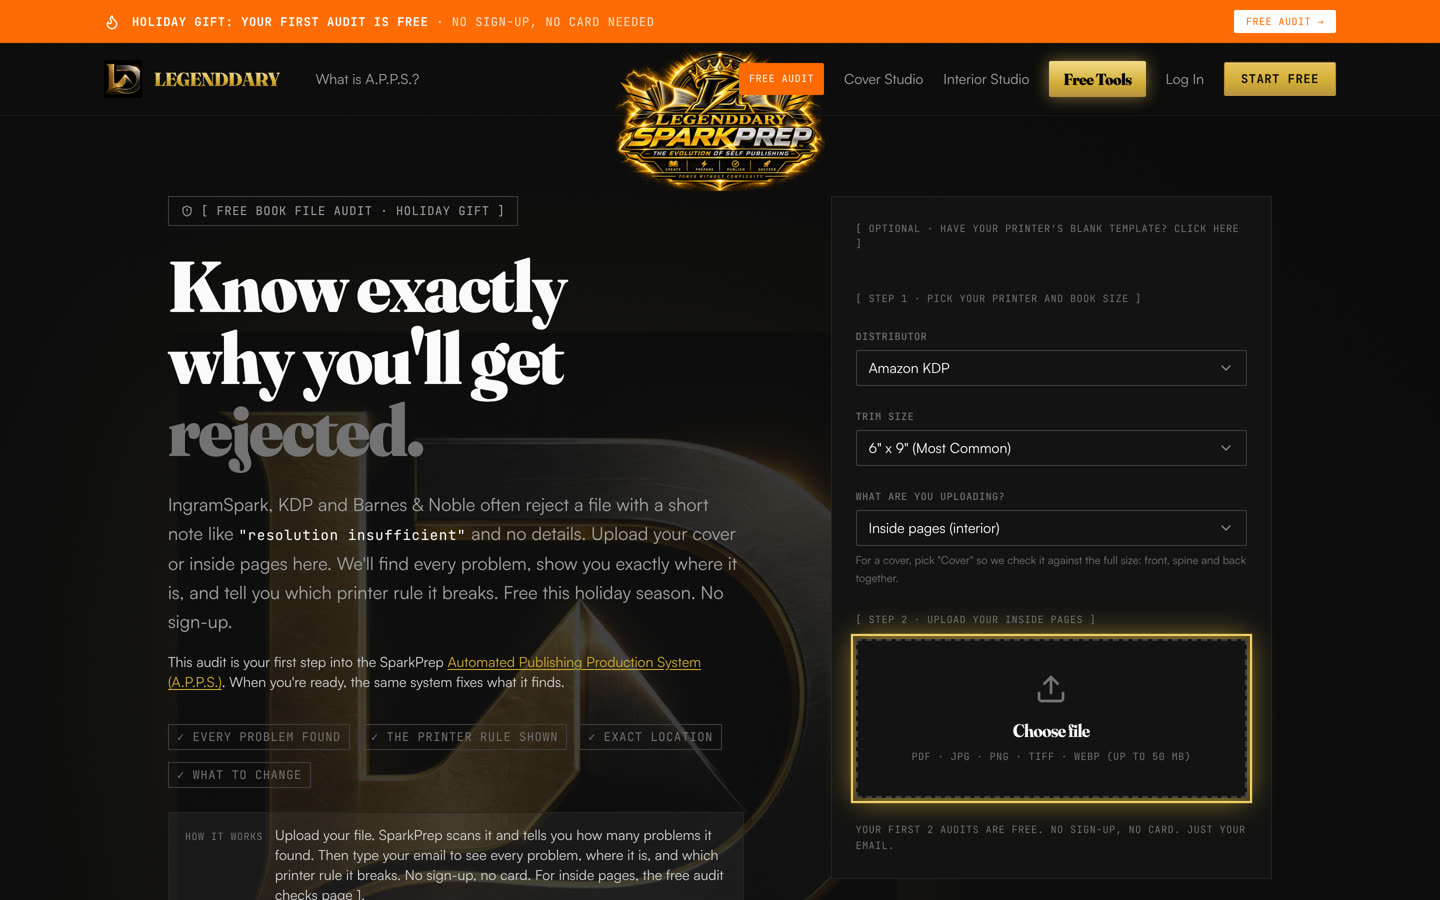 HOLIDAY GIFT: YOUR FIRST AUDIT IS FREE · NO SIGN-UP, NO CARD NEEDED
FREE AUDIT →
LEGENDDARY
What is A.P.P.S.?
FREE AUDIT
Cover Studio
Interior Studio
Free Tools
Log In
START FREE
LEGENDDARY
SPARKPREP
THE EVOLUTION OF SELF PUBLISHING
CREATE PREPARE PUBLISH SUCCEED
POWER WITHOUT COMPLEXITY
[ FREE BOOK FILE AUDIT · HOLIDAY GIFT ]
Know exactly
why you'll get
rejected.
IngramSpark, KDP and Barnes & Noble often reject a file with a short
note like "resolution insufficient" and no details. Upload your cover
or inside pages here. We'll find every problem, show you exactly where it
is, and tell you which printer rule it breaks. Free this holiday season. No
sign-up.
This audit is your first step into the SparkPrep Automated Publishing Production System
(A.P.P.S.). When you're ready, the same system fixes what it finds.
✓ EVERY PROBLEM FOUND
✓ THE PRINTER RULE SHOWN
✓ EXACT LOCATION
✓ WHAT TO CHANGE
HOW IT WORKS
Upload your file. SparkPrep scans it and tells you how many problems it
found. Then type your email to see every problem, where it is, and which
printer rule it breaks. No sign-up, no card. For inside pages, the free audit
checks page 1.
[ OPTIONAL · HAVE YOUR PRINTER'S BLANK TEMPLATE? CLICK HERE
]
[ STEP 1 · PICK YOUR PRINTER AND BOOK SIZE ]
DISTRIBUTOR
Amazon KDP
TRIM SIZE
6" x 9" (Most Common)
WHAT ARE YOU UPLOADING?
Inside pages (interior)
For a cover, pick "Cover" so we check it against the full size: front, spine and back
together.
[ STEP 2 · UPLOAD YOUR INSIDE PAGES ]
Choose file
PDF · JPG · PNG · TIFF · WEBP (UP TO 50 MB)
YOUR FIRST 2 AUDITS ARE FREE. NO SIGN-UP, NO CARD. JUST YOUR
EMAIL.